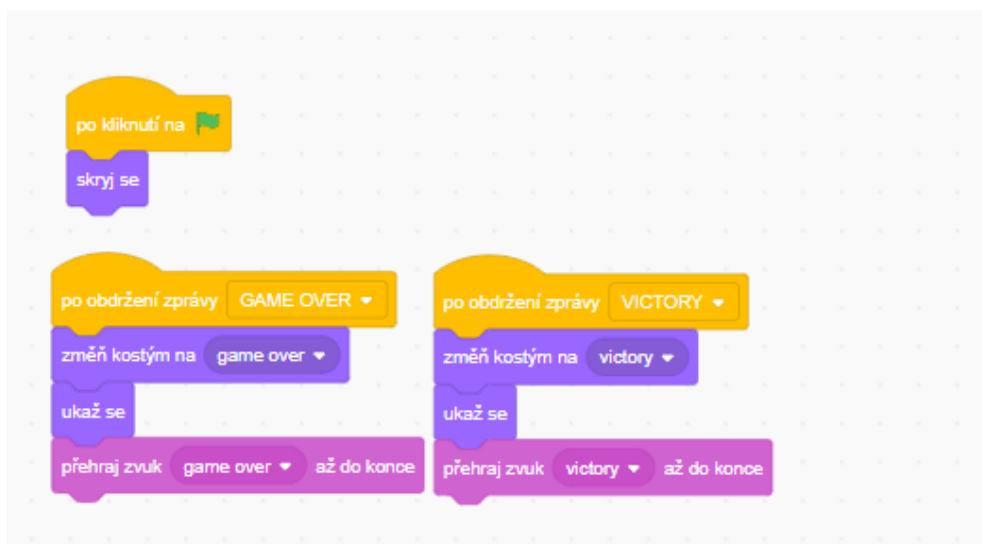 po kliknutí na
skryj se
po obdržení zprávy GAME OVER
změň kostým na game over
ukaž se
přehraj zvuk game over až do konce
po obdržení zprávy VICTORY
změň kostým na victory
ukaž se
přehraj zvuk victory až do konce